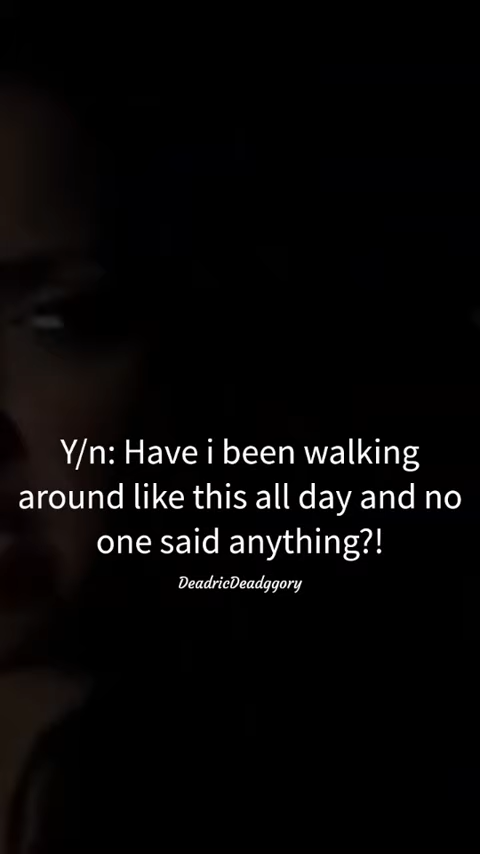 Y/n: Have i been walking
around like this all day and no
one said anything?!
DeadricDeadggory